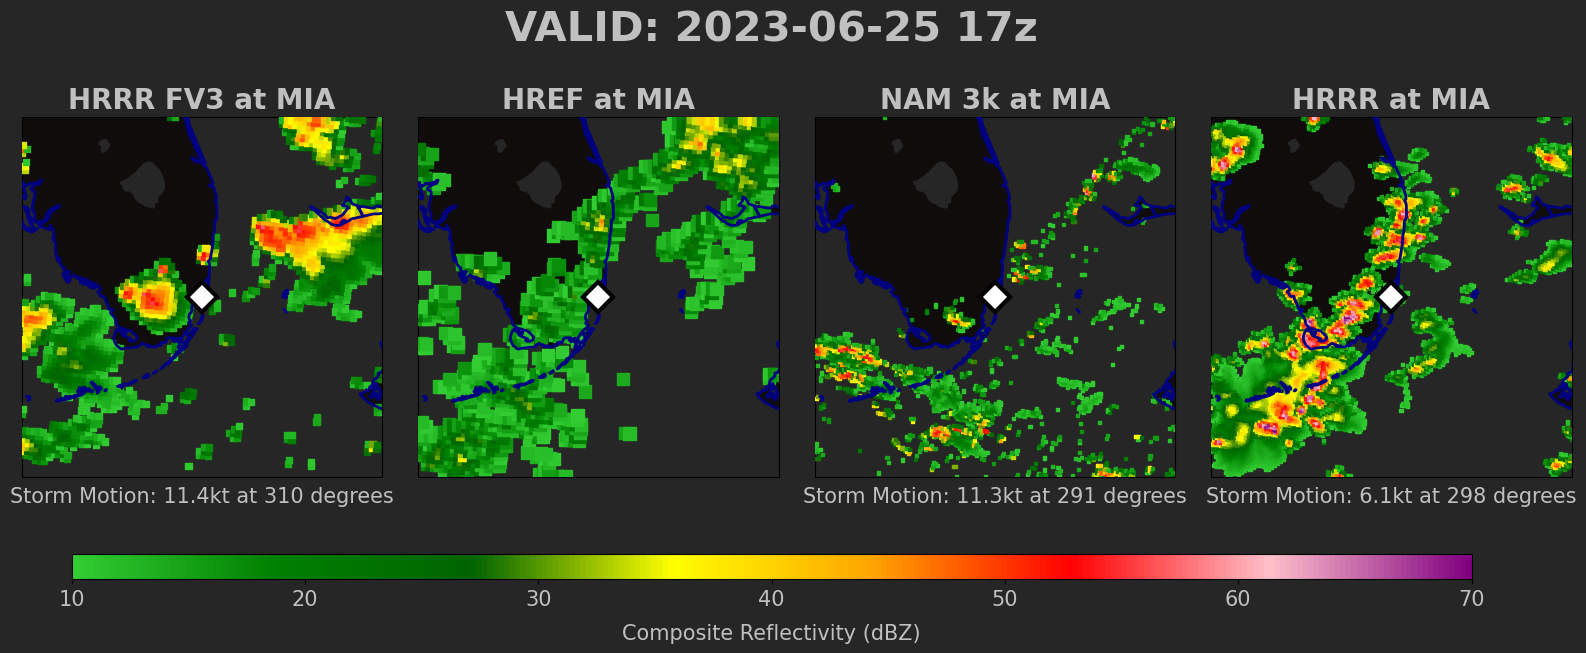 VALID: 2023-06-25 17z
HRRR FV3 at MIA
HREF at MIA
NAM 3k at MIA
HRRR at MIA
Storm Motion: 11.4kt at 310 degrees
Storm Motion: 11.3kt at 291 degrees
Storm Motion: 6.1kt at 298 degrees
10 20 30 40 50 60 70
Composite Reflectivity (dBZ)